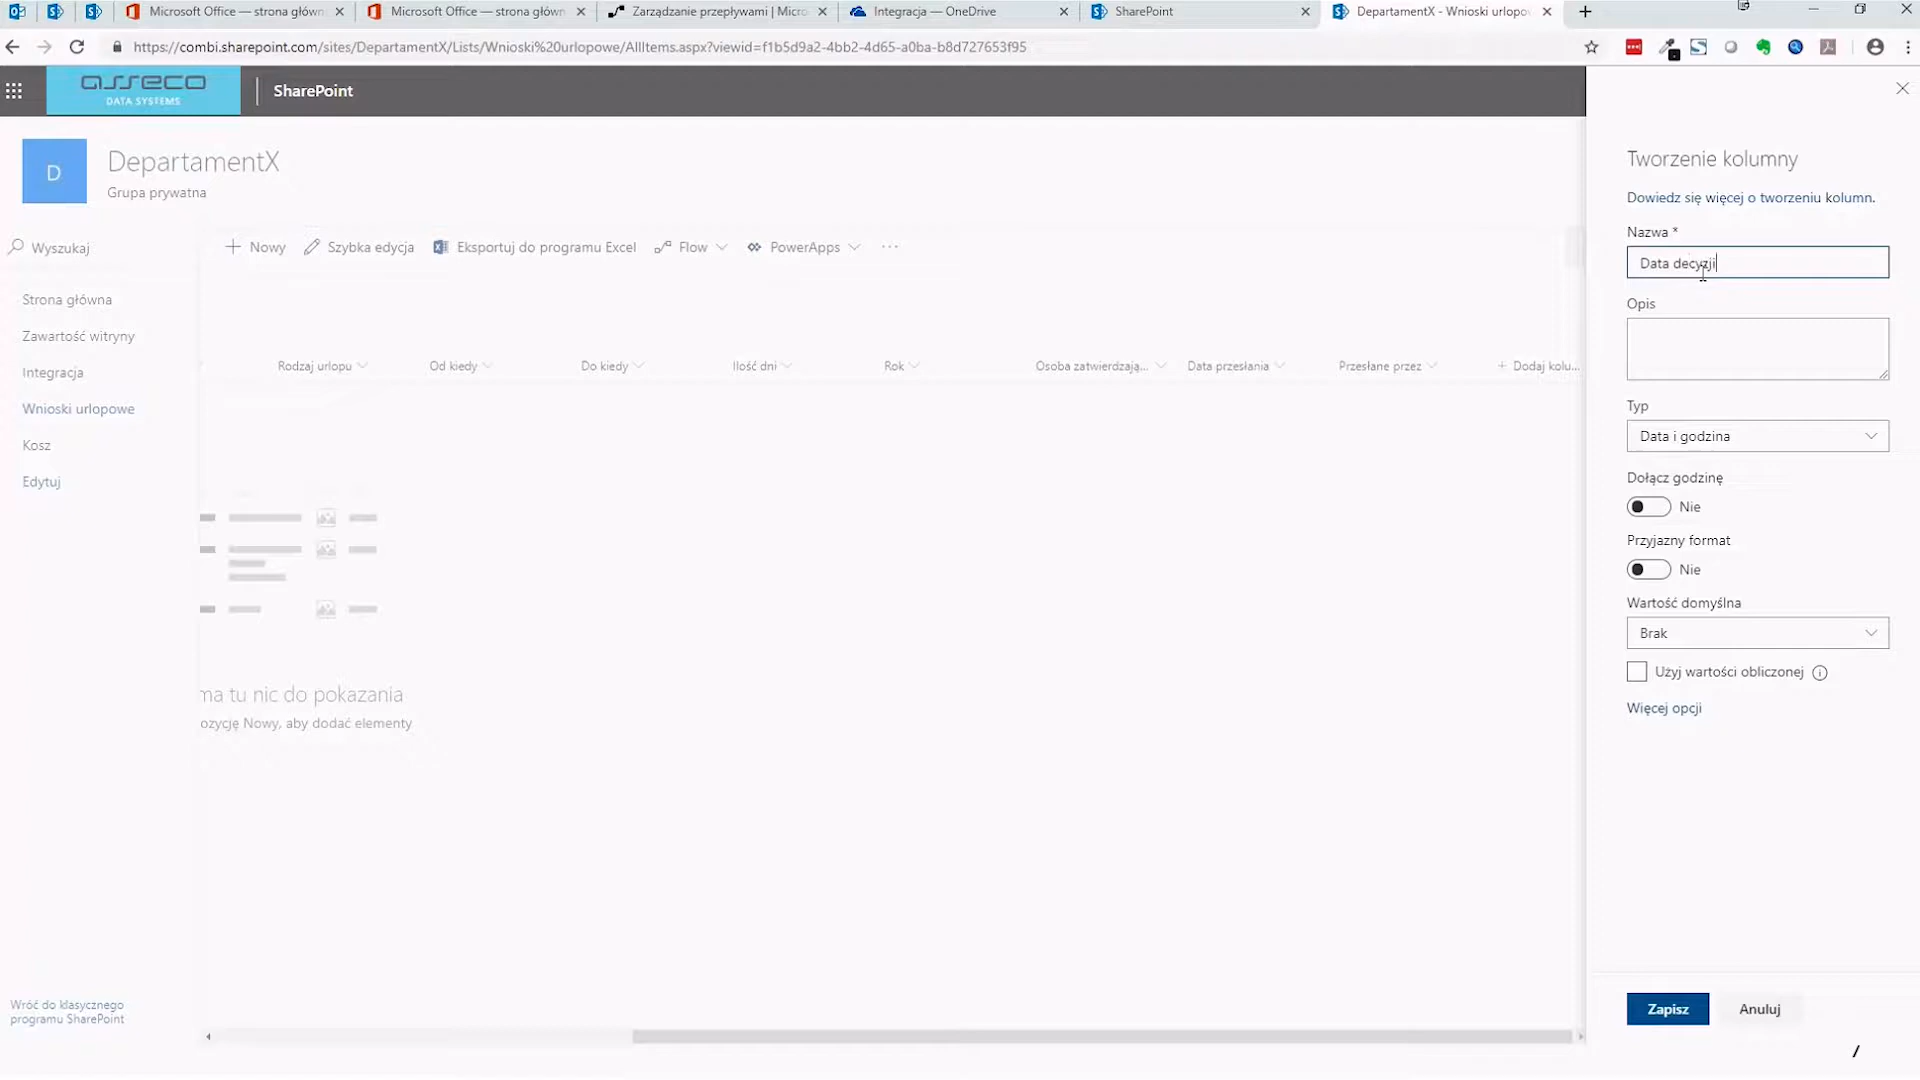 Microsoft Office — strona główn
Microsoft Office — strona główn
Zarządzanie przepływami | Micro
Integracja — OneDrive
SharePoint
DepartamentX - Wnioski urlopo
https://combi.sharepoint.com/sites/DepartamentX/Lists/Wnioski%20urlopowe/AllItems.aspx?viewid=f1b5d9a2-4bb2-4d65-a0ba-b8d727653f95
asseco
DATA SYSTEMS
SharePoint
D
DepartamentX
Grupa prywatna
Wyszukaj
Strona główna
Zawartość witryny
Integracja
Wnioski urlopowe
Kosz
Edytuj
Wróć do klasycznego
programu SharePoint
Nowy
Szybka edycja
Eksportuj do programu Excel
Flow
PowerApps
Rodzaj urlopu
Od kiedy
Do kiedy
Ilość dni
Rok
Osoba zatwierdzają...
Data przesłania
Przesłane przez
+ Dodaj kolu...
ma tu nic do pokazania
ozycję Nowy, aby dodać elementy
Tworzenie kolumny
Dowiedz się więcej o tworzeniu kolumn.
Nazwa *
Data decyzji
Opis
Typ
Data i godzina
Dołącz godzinę
Nie
Przyjazny format
Nie
Wartość domyślna
Brak
Użyj wartości obliczonej
Więcej opcji
Zapisz
Anuluj